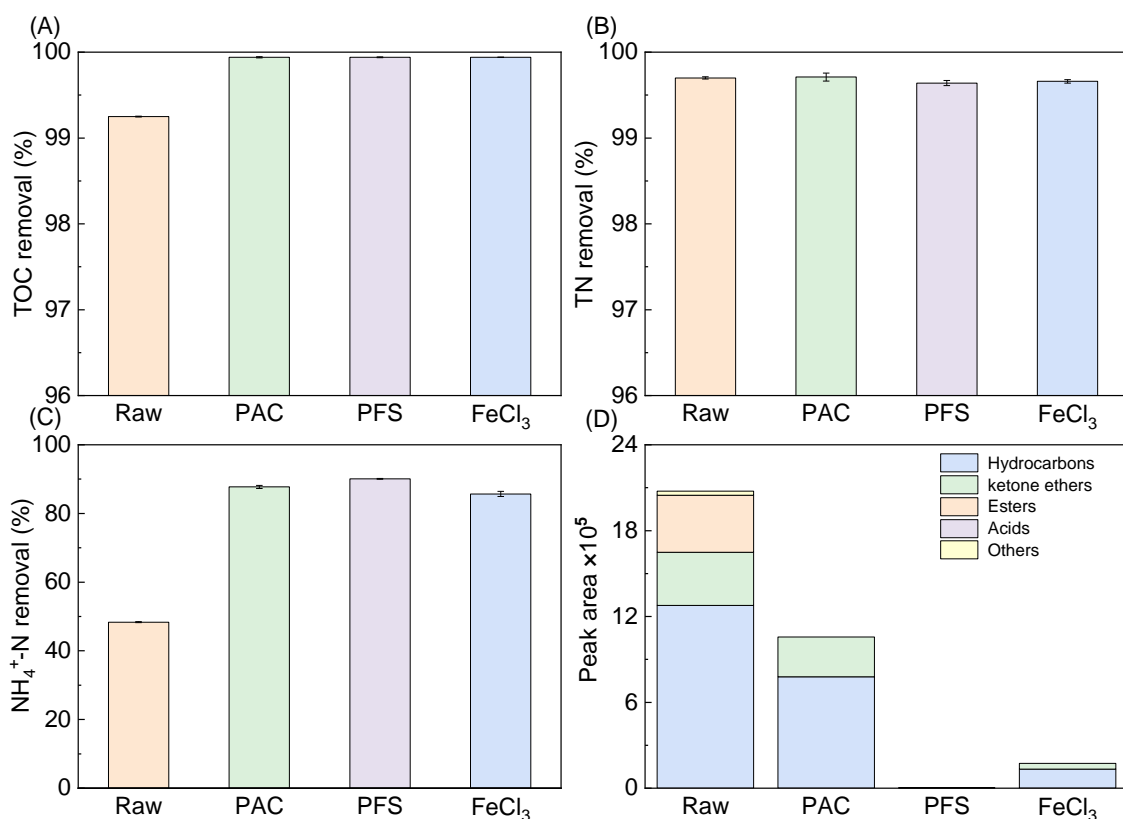 (A)
TOC removal (%)
100
99
98
97
96
Raw PAC PFS FeCl₃
(B)
TN removal (%)
100
99
98
97
96
Raw PAC PFS FeCl₃
(C)
NH₄⁺-N removal (%)
100
80
60
40
20
0
Raw PAC PFS FeCl₃
(D)
Peak area ×10⁵
24
18
12
6
0
Hydrocarbons
ketone ethers
Esters
Acids
Others
Raw PAC PFS FeCl₃